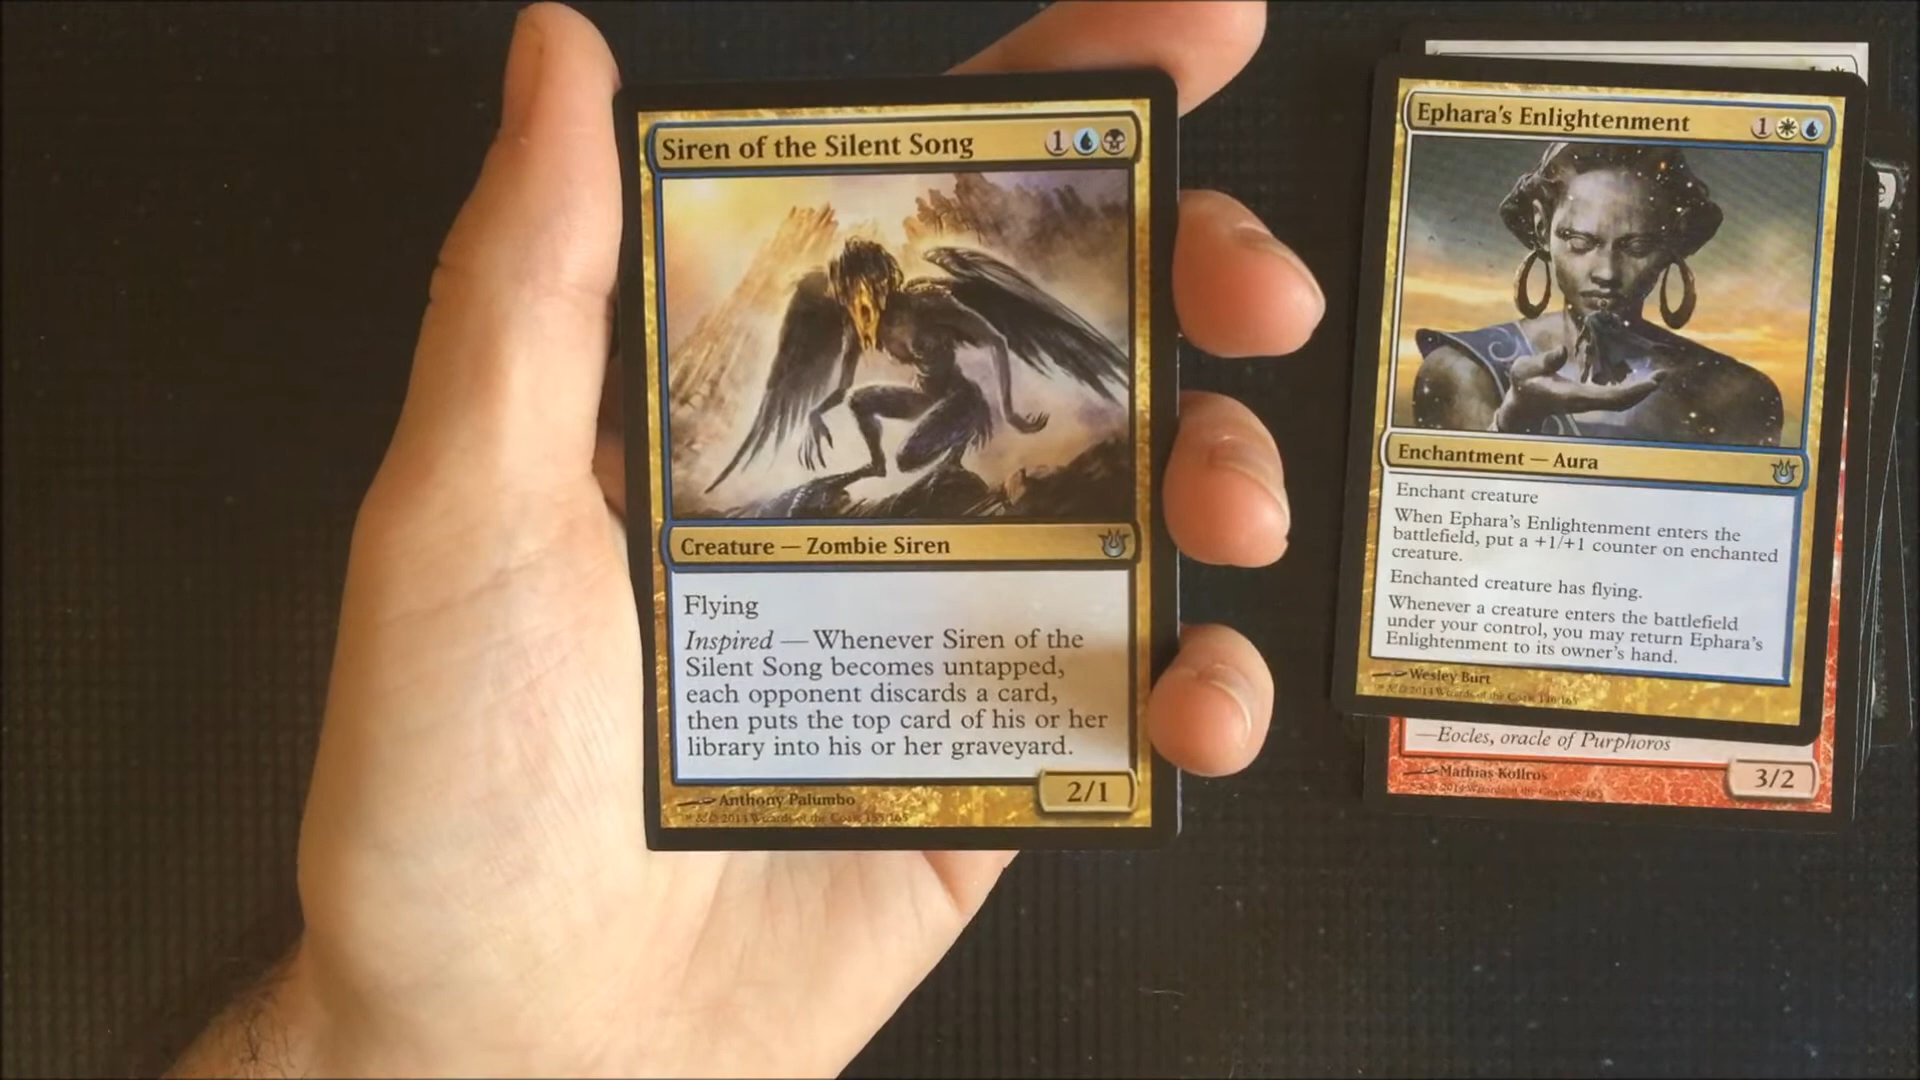 Siren of the Silent Song
1
Creature — Zombie Siren
Flying
Inspired — Whenever Siren of the
Silent Song becomes untapped,
each opponent discards a card,
then puts the top card of his or her
library into his or her graveyard.
2/1
Anthony Palumbo
Ephara's Enlightenment
1
Enchantment — Aura
Enchant creature
When Ephara's Enlightenment enters the
battlefield, put a +1/+1 counter on enchanted
creature.
Enchanted creature has flying.
Whenever a creature enters the battlefield
under your control, you may return Ephara's
Enlightenment to its owner's hand.
Wesley Burt
—Eocles, oracle of Purphoros
Mathias Kollros
3/2